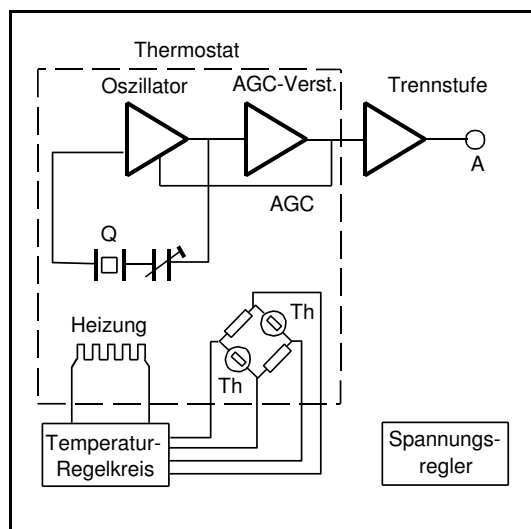 Thermostat
Oszillator
AGC-Verst.
Trennstufe
A
AGC
Q
Heizung
Th
Th
Temperatur-
Regelkreis
Spannungs-
regler